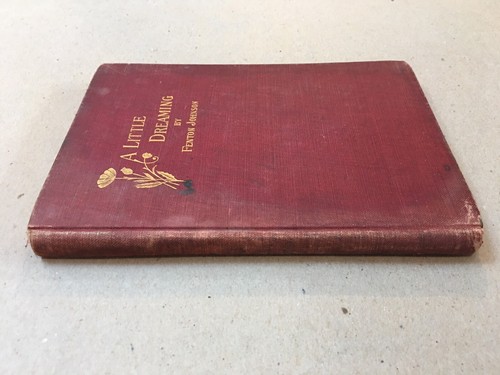 A LITTLE
DREAMING
BY
FENTON JOHNSON